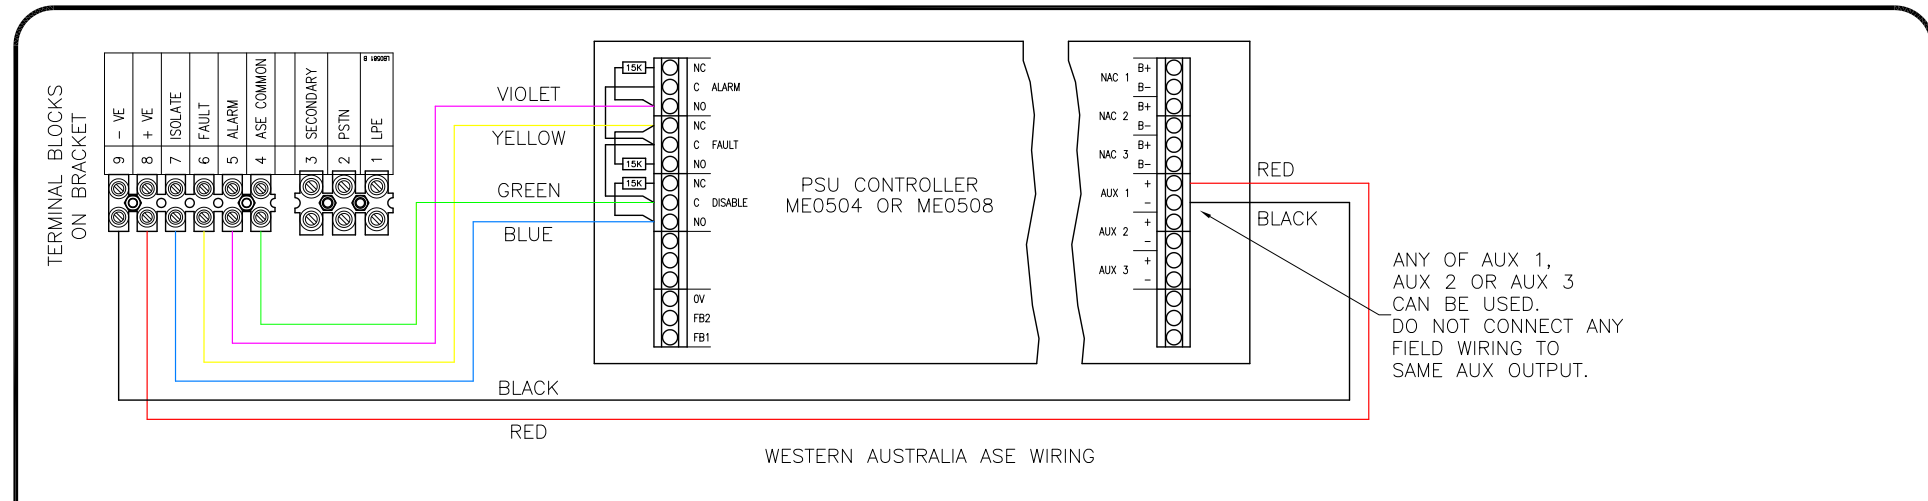 TERMINAL BLOCKS
ON BRACKET
- VE
+ VE
ISOLATE
FAULT
ALARM
ASE COMMON
SECONDARY
PSTN
LPE
LB0581 B
9
8
7
6
5
4
3
2
1
VIOLET
YELLOW
GREEN
BLUE
BLACK
RED
15K
15K
15K
NC
C ALARM
NO
NC
C FAULT
NO
NC
C DISABLE
NO
0V
FB2
FB1
PSU CONTROLLER
ME0504 OR ME0508
NAC 1 B+
B-
NAC 2 B+
B-
NAC 3 B+
B-
AUX 1 +
-
AUX 2 +
-
AUX 3 +
-
RED
BLACK
ANY OF AUX 1,
AUX 2 OR AUX 3
CAN BE USED.
DO NOT CONNECT ANY
FIELD WIRING TO
SAME AUX OUTPUT.
WESTERN AUSTRALIA ASE WIRING